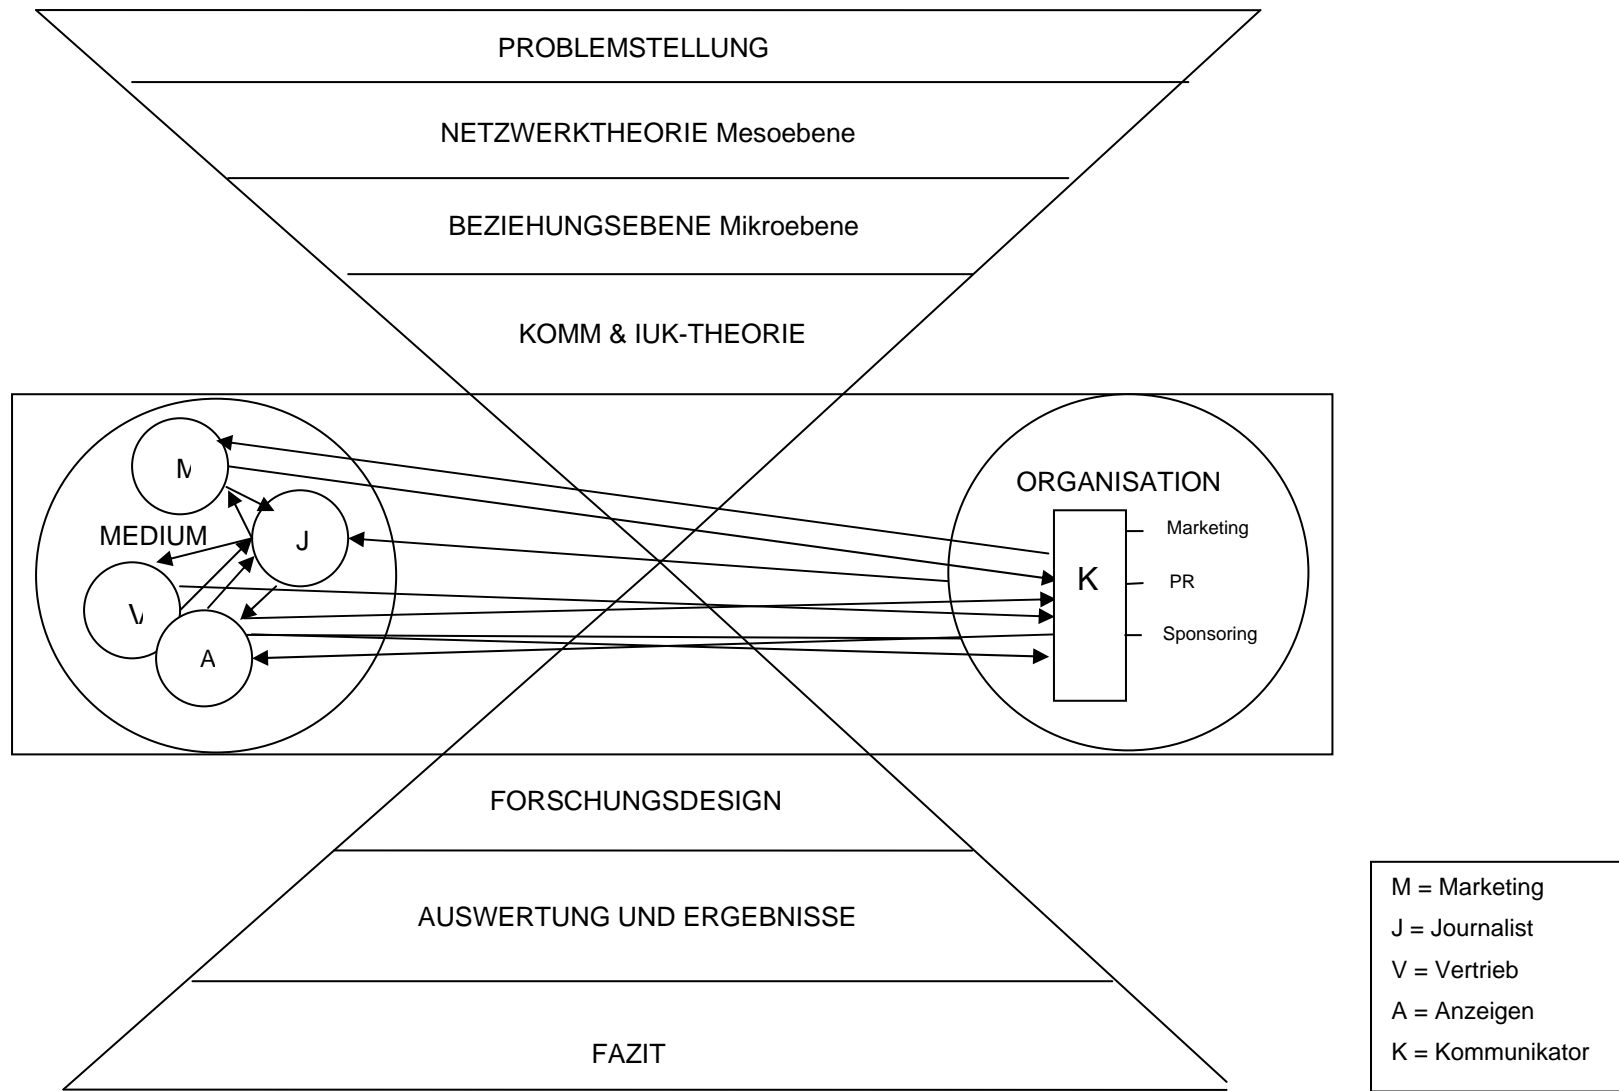 PROBLEMSTELLUNG
NETZWERKTHEORIE Mesoebene
BEZIEHUNGSEBENE Mikroebene
KOMM & IUK-THEORIE
M
MEDIUM
J
V
A
ORGANISATION
K
Marketing
PR
Sponsoring
FORSCHUNGSDESIGN
AUSWERTUNG UND ERGEBNISSE
FAZIT
M = Marketing
J = Journalist
V = Vertrieb
A = Anzeigen
K = Kommunikator